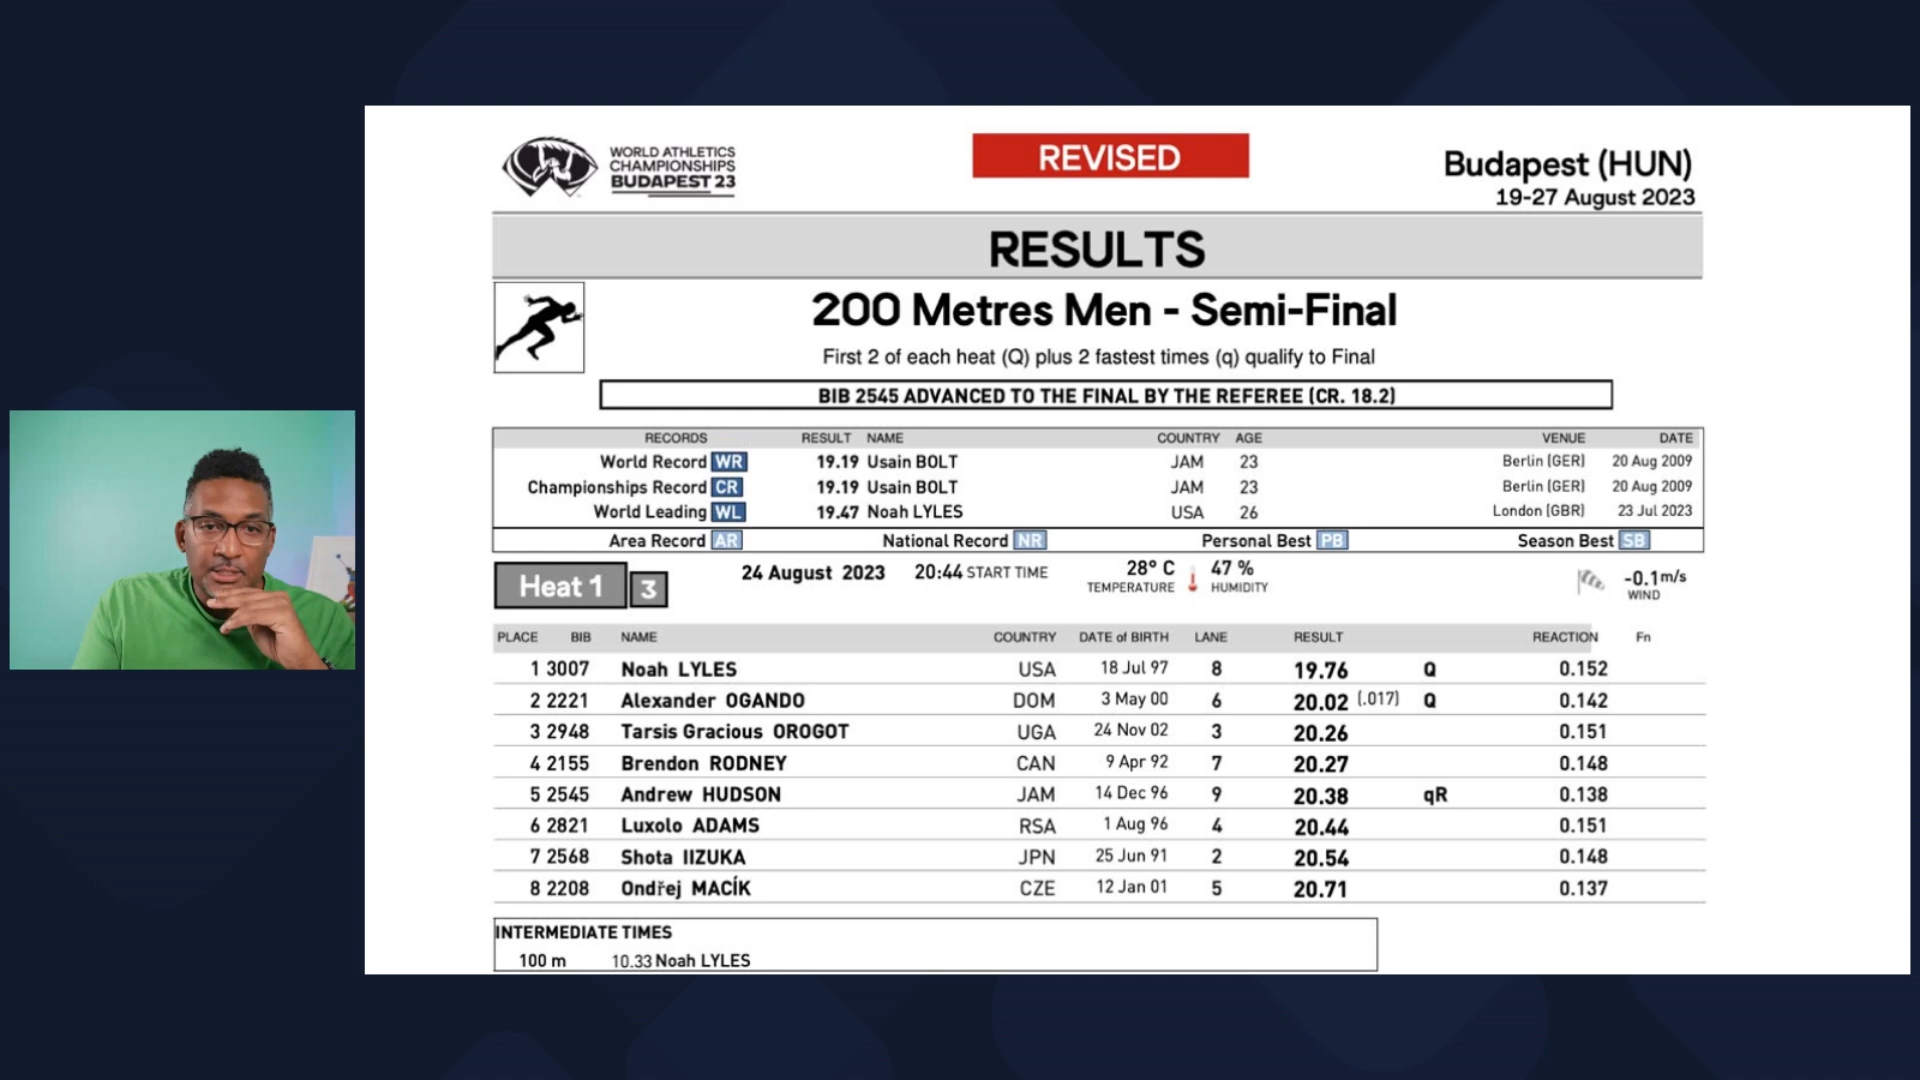 WORLD ATHLETICS
CHAMPIONSHIPS
BUDAPEST 23
REVISED
Budapest (HUN)
19-27 August 2023
RESULTS
200 Metres Men - Semi-Final
First 2 of each heat (Q) plus 2 fastest times (q) qualify to Final
BIB 2545 ADVANCED TO THE FINAL BY THE REFEREE (CR. 18.2)
RECORDS RESULT NAME COUNTRY AGE VENUE DATE
World Record WR 19.19 Usain BOLT JAM 23 Berlin (GER) 20 Aug 2009
Championships Record CR 19.19 Usain BOLT JAM 23 Berlin (GER) 20 Aug 2009
World Leading WL 19.47 Noah LYLES USA 26 London (GBR) 23 Jul 2023
Area Record AR National Record NR Personal Best PB Season Best SB
Heat 1 3 24 August 2023 20:44 START TIME 28° C TEMPERATURE 47 % HUMIDITY -0.1 m/s WIND
PLACE BIB NAME COUNTRY DATE of BIRTH LANE RESULT REACTION Fn
1 3007 Noah LYLES USA 18 Jul 97 8 19.76 Q 0.152
2 2221 Alexander OGANDO DOM 3 May 00 6 20.02 (.017) Q 0.142
3 2948 Tarsis Gracious OROGOT UGA 24 Nov 02 3 20.26 0.151
4 2155 Brendon RODNEY CAN 9 Apr 92 7 20.27 0.148
5 2545 Andrew HUDSON JAM 14 Dec 96 9 20.38 qR 0.138
6 2821 Luxolo ADAMS RSA 1 Aug 96 4 20.44 0.151
7 2568 Shota IIZUKA JPN 25 Jun 91 2 20.54 0.148
8 2208 Ondřej MACÍK CZE 12 Jan 01 5 20.71 0.137
INTERMEDIATE TIMES
100 m 10.33 Noah LYLES